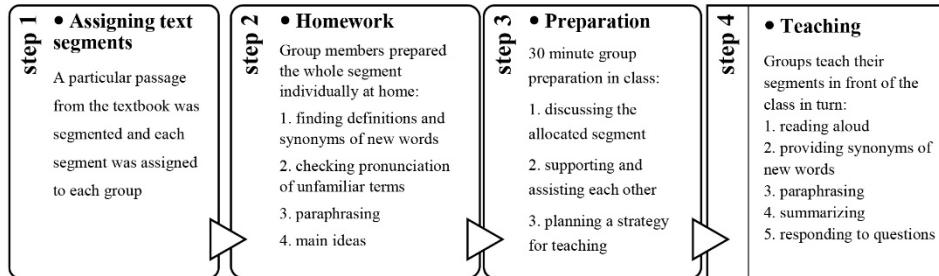 step 1
• Assigning text
segments
A particular passage
from the textbook was
segmented and each
segment was assigned
to each group
step 2
• Homework
Group members prepared
the whole segment
individually at home:
1. finding definitions and
synonyms of new words
2. checking pronunciation
of unfamiliar terms
3. paraphrasing
4. main ideas
step 3
• Preparation
30 minute group
preparation in class:
1. discussing the
allocated segment
2. supporting and
assisting each other
3. planning a strategy
for teaching
step 4
• Teaching
Groups teach their
segments in front of the
class in turn:
1. reading aloud
2. providing synonyms of
new words
3. paraphrasing
4. summarizing
5. responding to questions